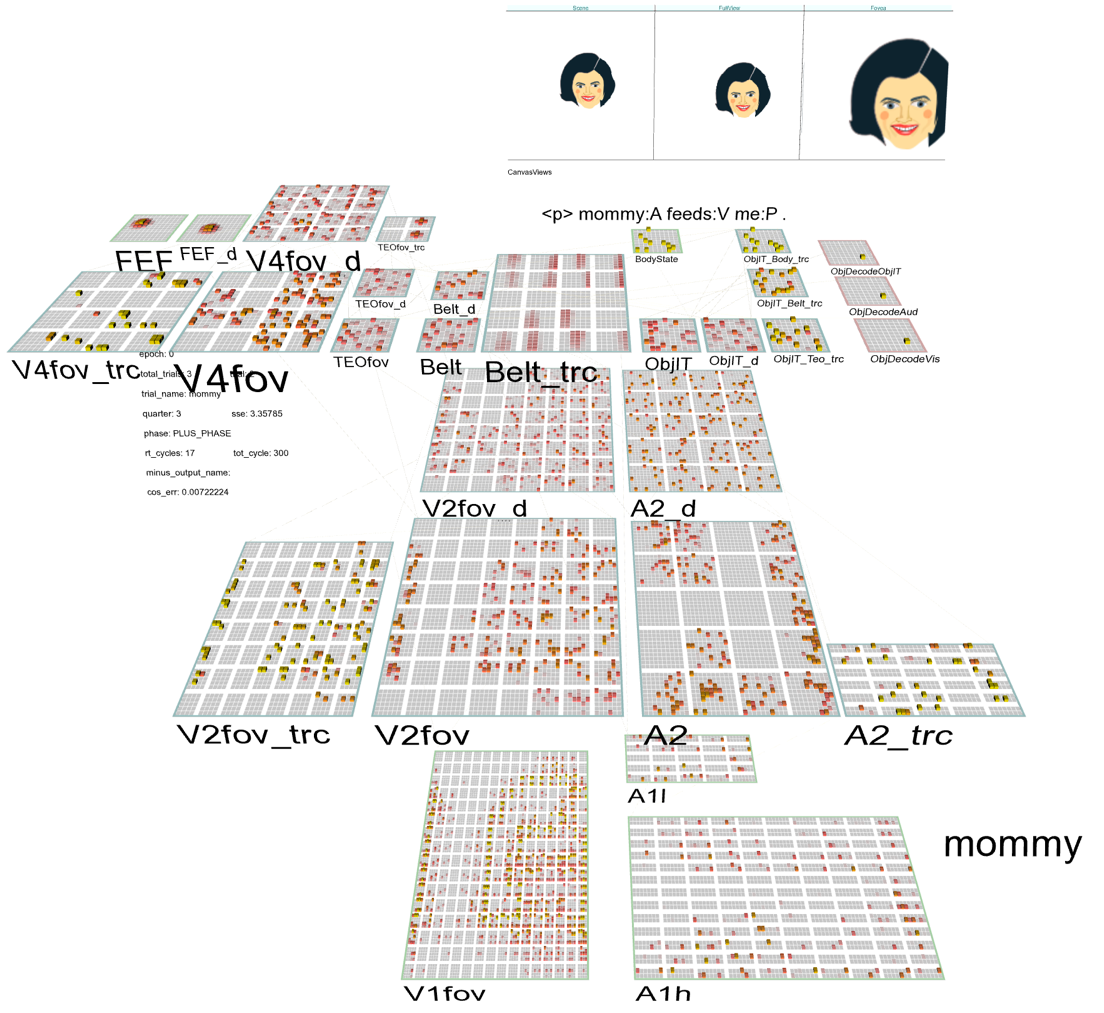 Scene
FullView
Fovea
CanvasViews
<p> mommy:A feeds:V me:P .
FEF
FEF_d
V4fov_d
TEOfov_trc
BodyState
ObjIT_Body_trc
ObjDecodeObjIT
TEOfov_d
Belt_d
ObjIT_Belt_trc
ObjDecodeAud
V4fov_trc
V4fov
TEOfov
Belt
Belt_trc
ObjIT
ObjIT_d
ObjIT_Teo_trc
ObjDecodeVis
epoch: 0
total_trials: 3
trial_name: mommy
quarter: 3 sse: 3.35785
phase: PLUS_PHASE
rt_cycles: 17 tot_cycle: 300
minus_output_name:
cos_err: 0.00722224
V2fov_d
A2_d
V2fov_trc
V2fov
A2
A2_trc
A1l
mommy
V1fov
A1h